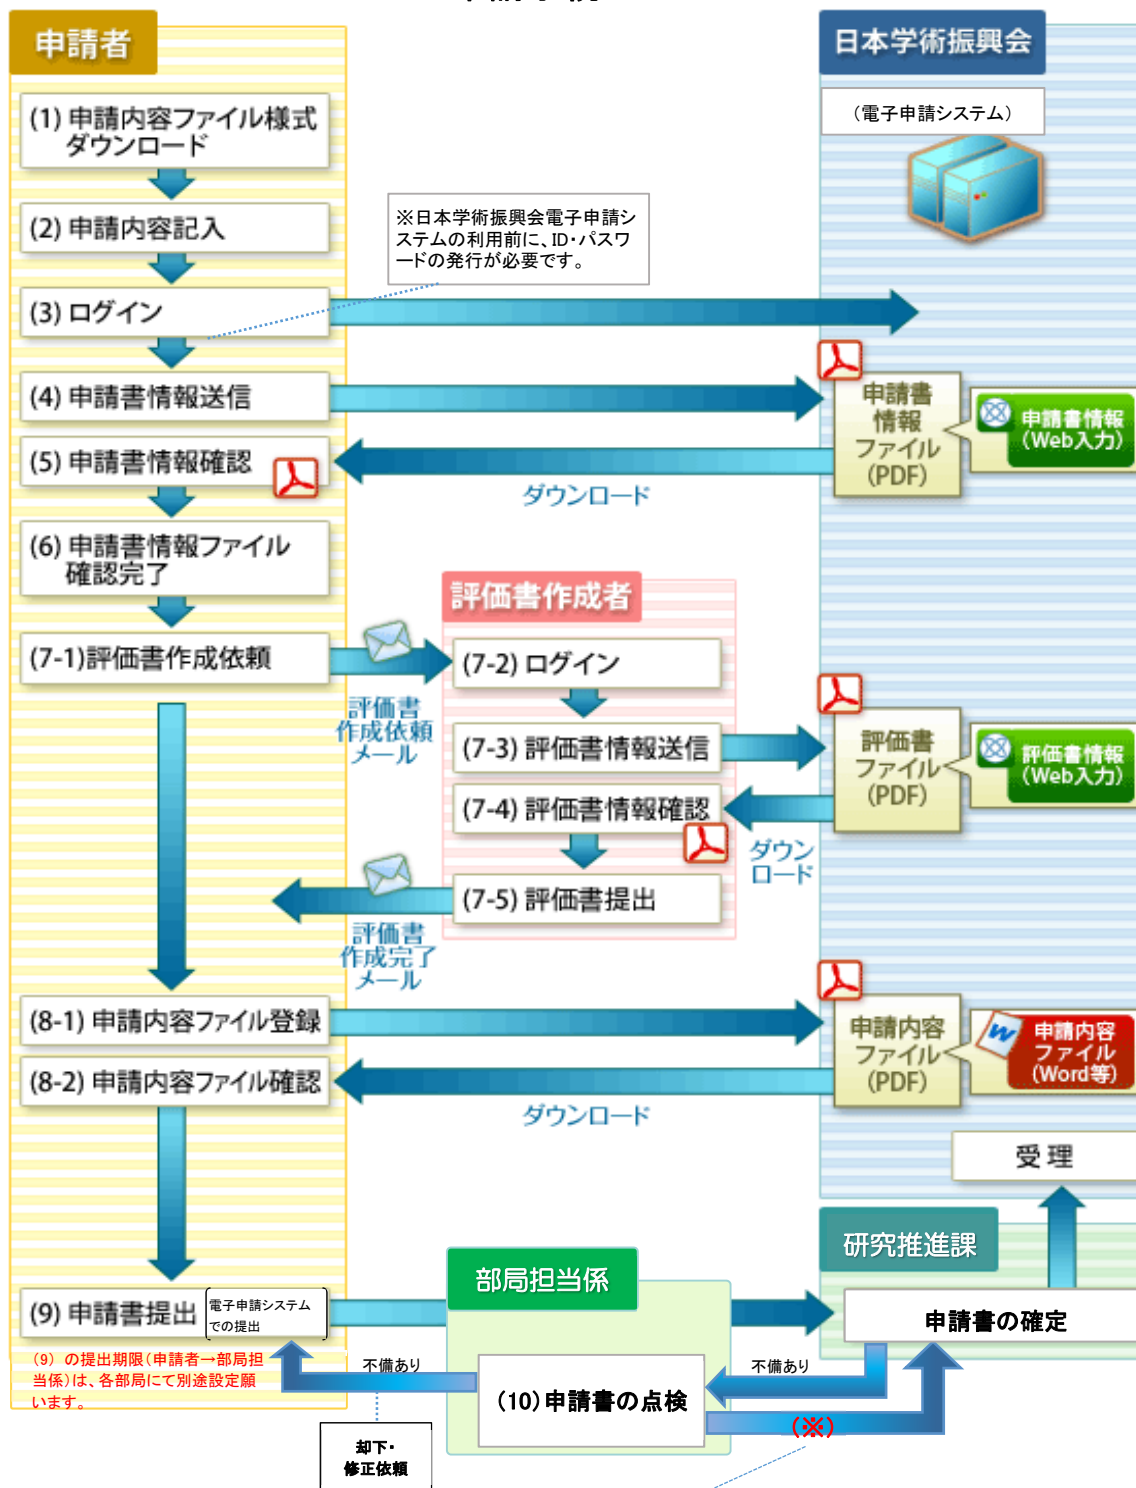 申請者
日本学術振興会
(電子申請システム)
(1) 申請内容ファイル様式
ダウンロード
(2) 申請内容記入
※日本学術振興会電子申請シ
ステムの利用前に、ID・パスワ
ードの発行が必要です。
(3) ログイン
(4) 申請書情報送信
申請書
情報
ファイル
(PDF)
申請書情報
(Web入力)
(5) 申請書情報確認
ダウンロード
(6) 申請書情報ファイル
確認完了
評価書作成者
(7-1)評価書作成依頼
評価書
作成依頼
メール
(7-2) ログイン
(7-3) 評価書情報送信
評価書
ファイル
(PDF)
評価書情報
(Web入力)
(7-4) 評価書情報確認
ダウン
ロード
(7-5) 評価書提出
評価書
作成完了
メール
(8-1) 申請内容ファイル登録
申請内容
ファイル
(PDF)
W
申請内容
ファイル
(Word等)
(8-2) 申請内容ファイル確認
ダウンロード
受 理
研究推進課
部局担当係
(9) 申請書提出
電子申請システム
での提出
申請書の確定
(9) の提出期限(申請者→部局担
当係)は、各部局にて別途設定願
います。
不備あり
不備あり
(10)申請書の点検
(※)
却下・
修正依頼